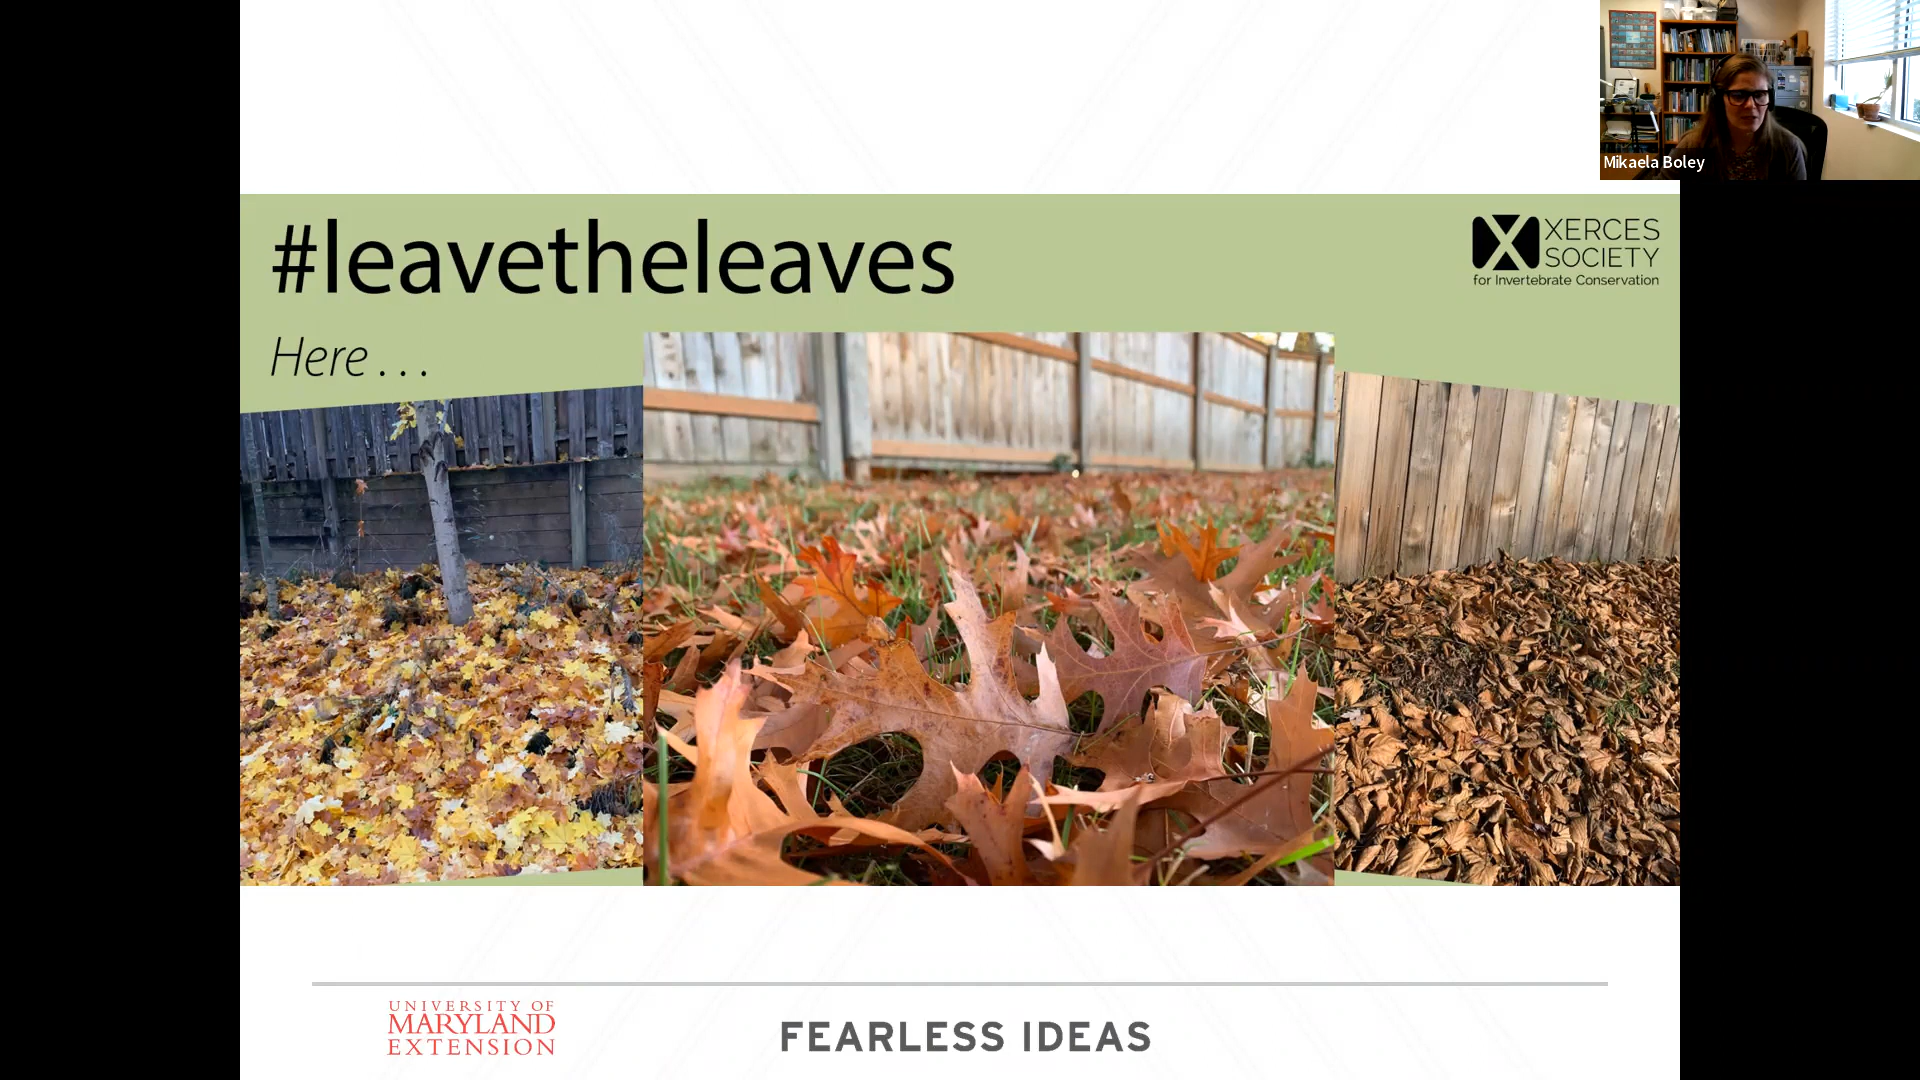 #leavetheleaves
XERCES
SOCIETY
for Invertebrate Conservation
Here . . .
Mikaela Boley
UNIVERSITY OF
MARYLAND
EXTENSION
FEARLESS IDEAS